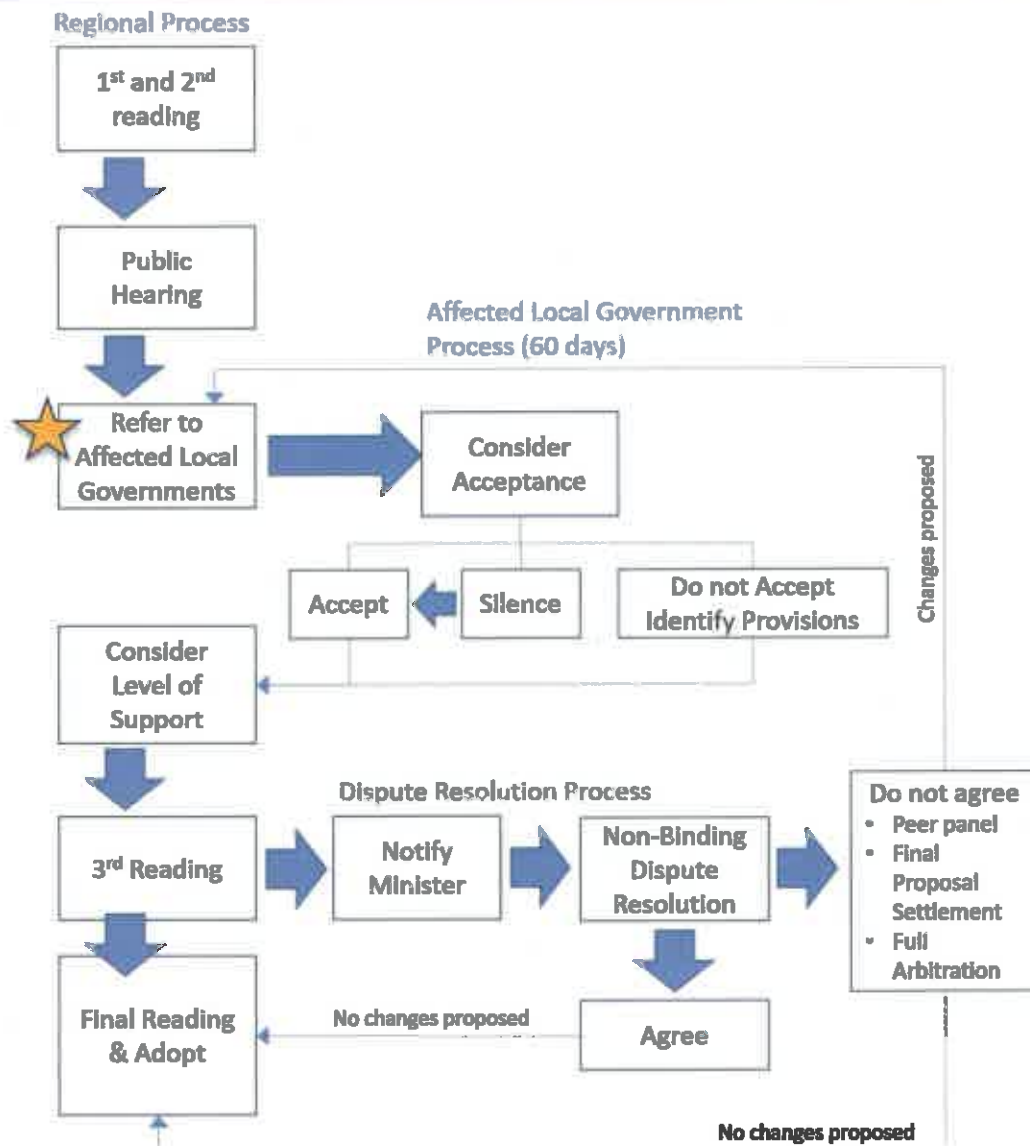 Regional Process
1st and 2nd
reading
Public
Hearing
Affected Local Government
Process (60 days)
Refer to
Affected Local
Governments
Consider
Acceptance
Changes proposed
Accept
Silence
Do not Accept
Identify Provisions
Consider
Level of
Support
Dispute Resolution Process
3rd Reading
Notify
Minister
Non-Binding
Dispute
Resolution
Do not agree
• Peer panel
• Final
Proposal
Settlement
• Full
Arbitration
Final Reading
& Adopt
No changes proposed
Agree
No changes proposed